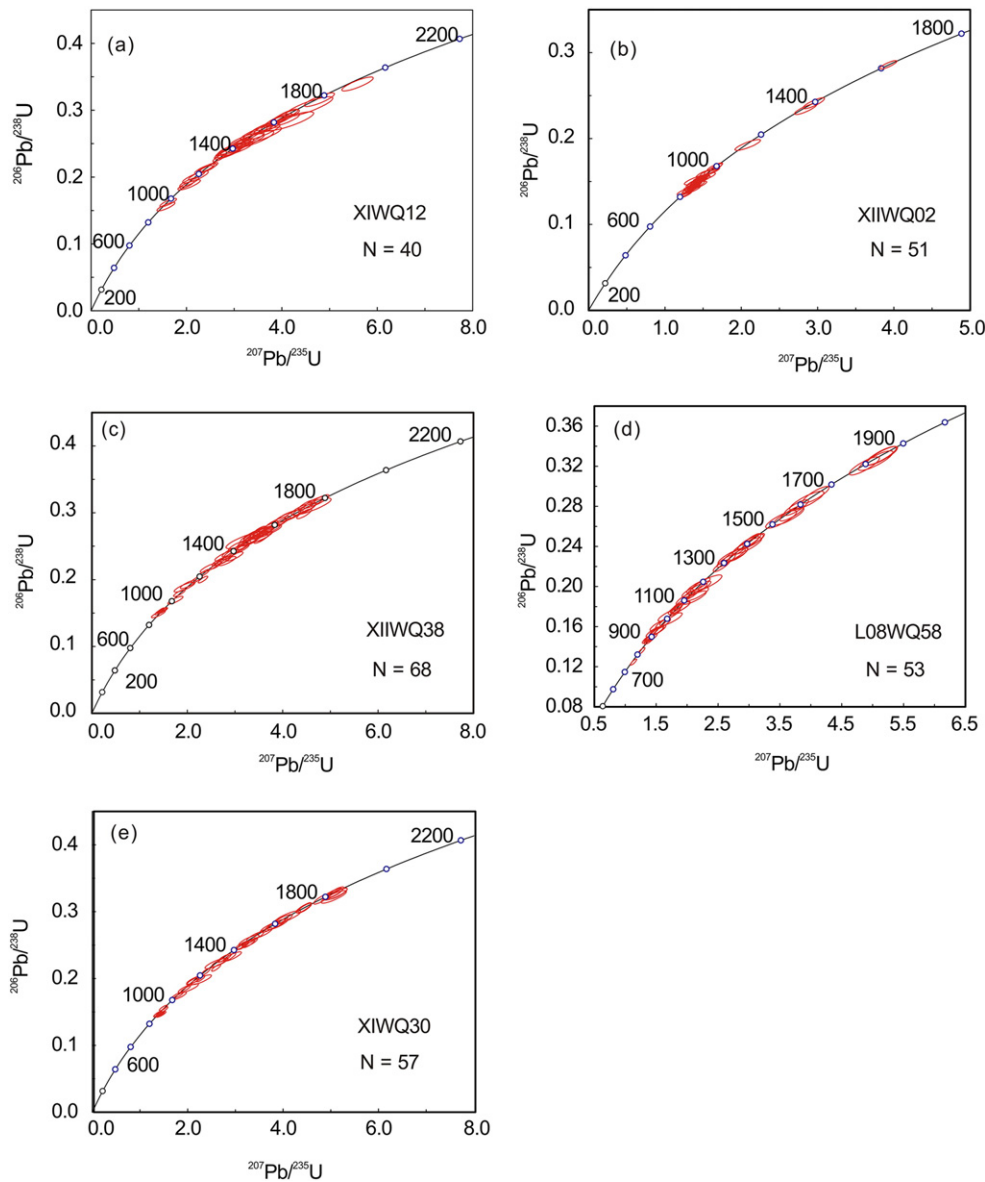 (a)
2200
1800
1400
1000
600
200
XIWQ12
N = 40
0.4
0.3
0.2
0.1
0.0
0.0 2.0 4.0 6.0 8.0
²⁰⁶Pb/²³⁸U
²⁰⁷Pb/²³⁵U
(b)
1800
1400
1000
600
200
XIIWQ02
N = 51
0.3
0.2
0.1
0.0
0.0 1.0 2.0 3.0 4.0 5.0
²⁰⁶Pb/²³⁸U
²⁰⁷Pb/²³⁵U
(c)
2200
1800
1400
1000
600
200
XIIWQ38
N = 68
0.4
0.3
0.2
0.1
0.0
0.0 2.0 4.0 6.0 8.0
²⁰⁶Pb/²³⁸U
²⁰⁷Pb/²³⁵U
(d)
1900
1700
1500
1300
1100
900
700
L08WQ58
N = 53
0.36
0.32
0.28
0.24
0.20
0.16
0.12
0.08
0.5 1.5 2.5 3.5 4.5 5.5 6.5
²⁰⁶Pb/²³⁸U
²⁰⁷Pb/²³⁵U
(e)
2200
1800
1400
1000
600
XIWQ30
N = 57
0.4
0.3
0.2
0.1
0.0
0.0 2.0 4.0 6.0 8.0
²⁰⁶Pb/²³⁸U
²⁰⁷Pb/²³⁵U